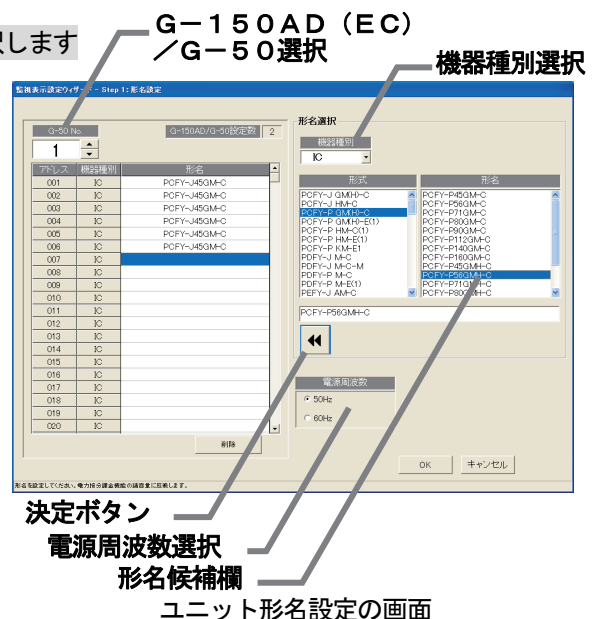 択します
G-150AD(EC)
/G-50選択
機器種別選択
監視表示設定ウィザード - Step 1:形名設定
G-50 No
G-150AD/G-50設定数 2
1
アドレス 機器種別 形名
001 IC PCFY-J45GM-C
002 IC PCFY-J45GM-C
003 IC PCFY-J45GM-C
004 IC PCFY-J45GM-C
005 IC PCFY-J45GM-C
006 IC PCFY-J45GM-C
007 IC
008 IC
009 IC
010 IC
011 IC
012 IC
013 IC
014 IC
015 IC
016 IC
017 IC
018 IC
019 IC
020 IC
削除
形名選択
機器種別
IC
形式
PCFY-J GM(H)-C
PCFY-J HM-C
PCFY-P GM(H)-C
PCFY-P GM(H)-E(1)
PCFY-P HM-C(1)
PCFY-P HM-E(1)
PCFY-P KM-E1
PDFY-J M-C
PDFY-J M-C-M
PDFY-P M-C
PDFY-P M-E(1)
PEFY-J AM-C
形名
PCFY-P45GM-C
PCFY-P56GM-C
PCFY-P71GM-C
PCFY-P80GM-C
PCFY-P90GM-C
PCFY-P112GM-C
PCFY-P140GM-C
PCFY-P160GM-C
PCFY-P45GMH-C
PCFY-P56GMH-C
PCFY-P71GMH-C
PCFY-P80GMH-C
PCFY-P56GMH-C
電源周波数
50Hz
60Hz
OK キャンセル
形名を設定してください。電力按分課金機能の諸容量に反映します。
決定ボタン
電源周波数選択
形名候補欄
ユニット形名設定の画面